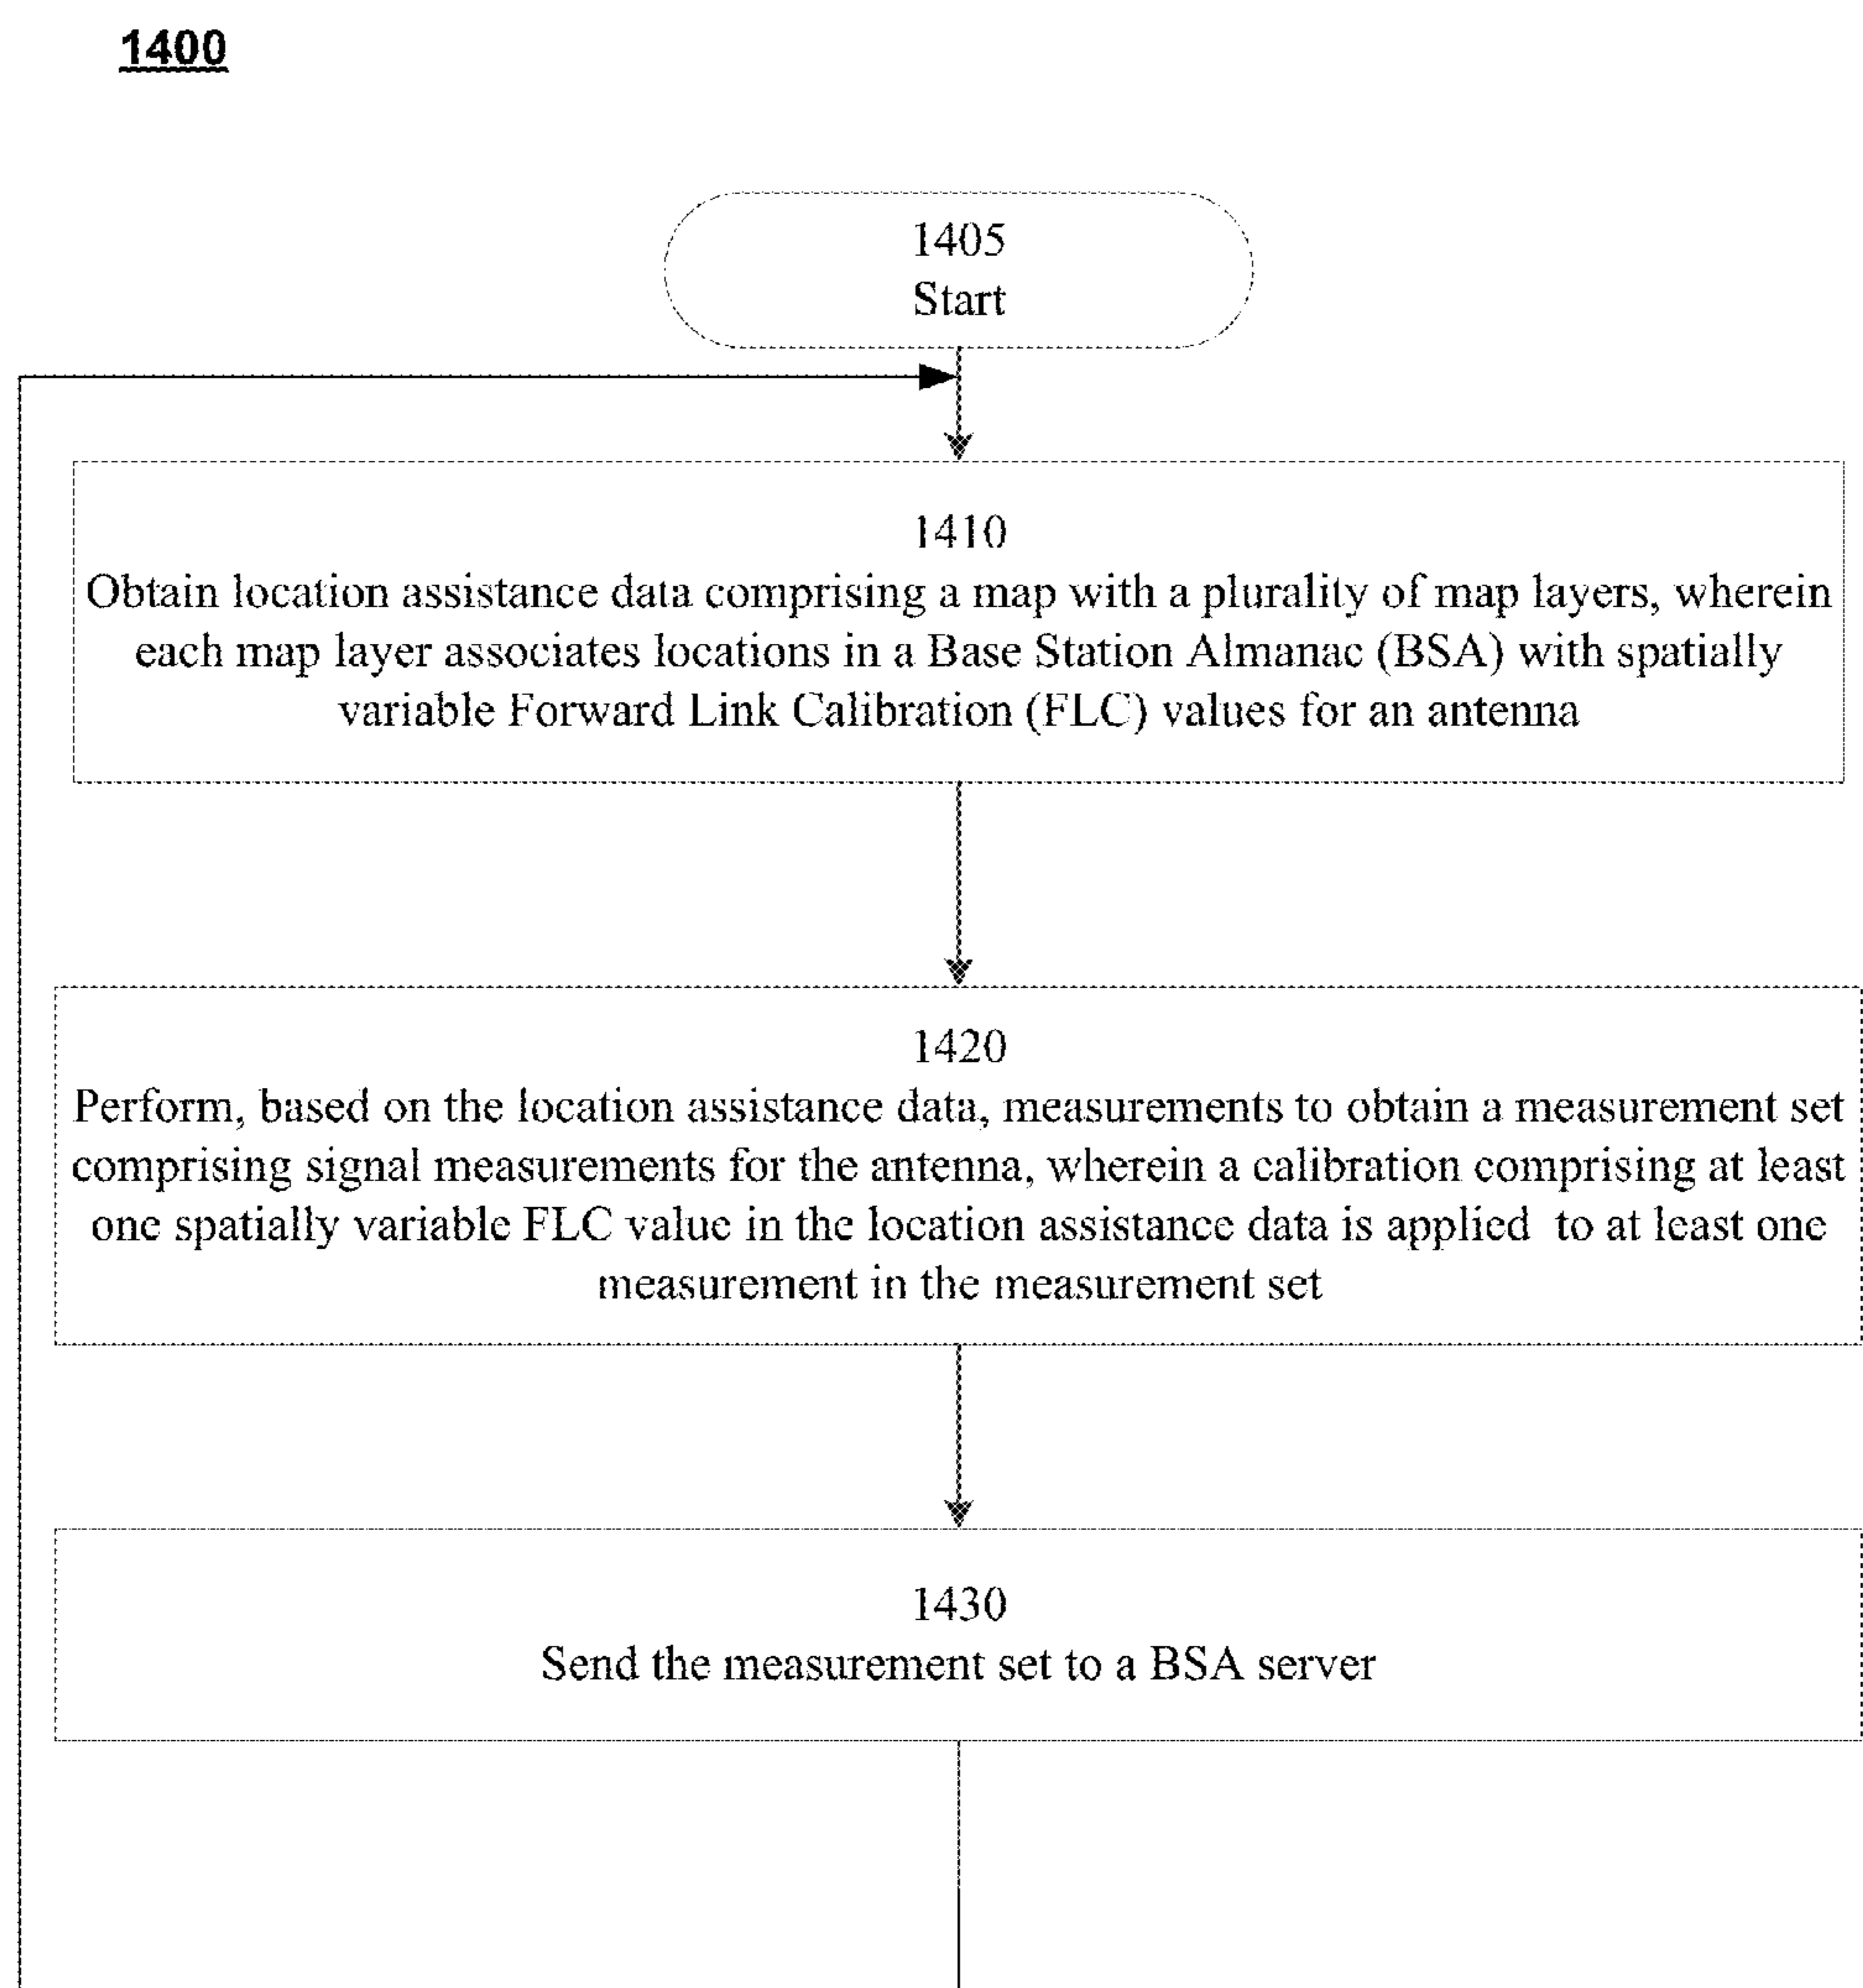 1400
1405
Start
1410
Obtain location assistance data comprising a map with a plurality of map layers, wherein
each map layer associates locations in a Base Station Almanac (BSA) with spatially
variable Forward Link Calibration (FLC) values for an antenna
1420
Perform, based on the location assistance data, measurements to obtain a measurement set
comprising signal measurements for the antenna, wherein a calibration comprising at least
one spatially variable FLC value in the location assistance data is applied to at least one
measurement in the measurement set
1430
Send the measurement set to a BSA server